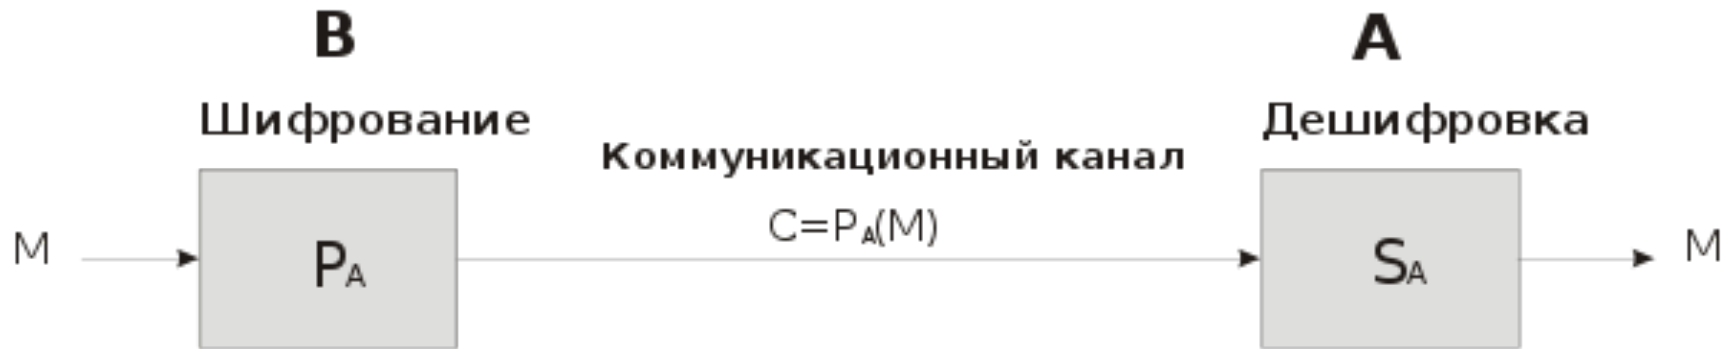 B
A
Шифрование
Дешифровка
Коммуникационный канал
M
C=PA(M)
PA
SA
M